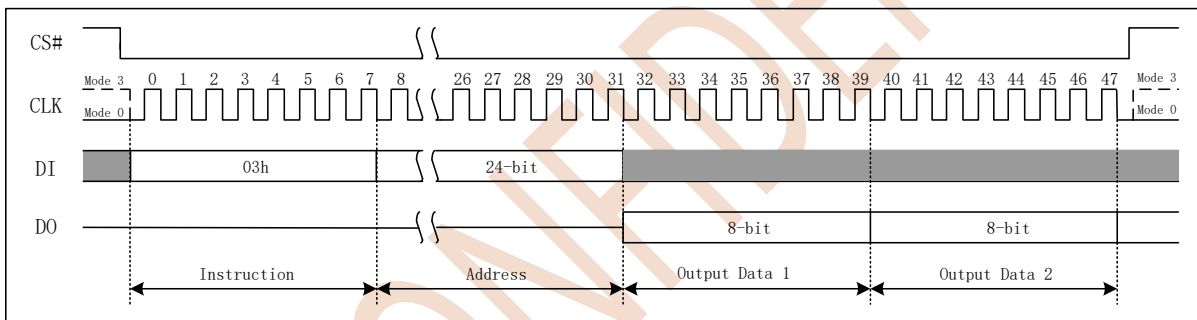 CS#
Mode 3 0 1 2 3 4 5 6 7 8 26 27 28 29 30 31 32 33 34 35 36 37 38 39 40 41 42 43 44 45 46 47 Mode 3
CLK
Mode 0 Mode 0
DI 03h 24-bit
DO 8-bit 8-bit
Instruction Address Output Data 1 Output Data 2